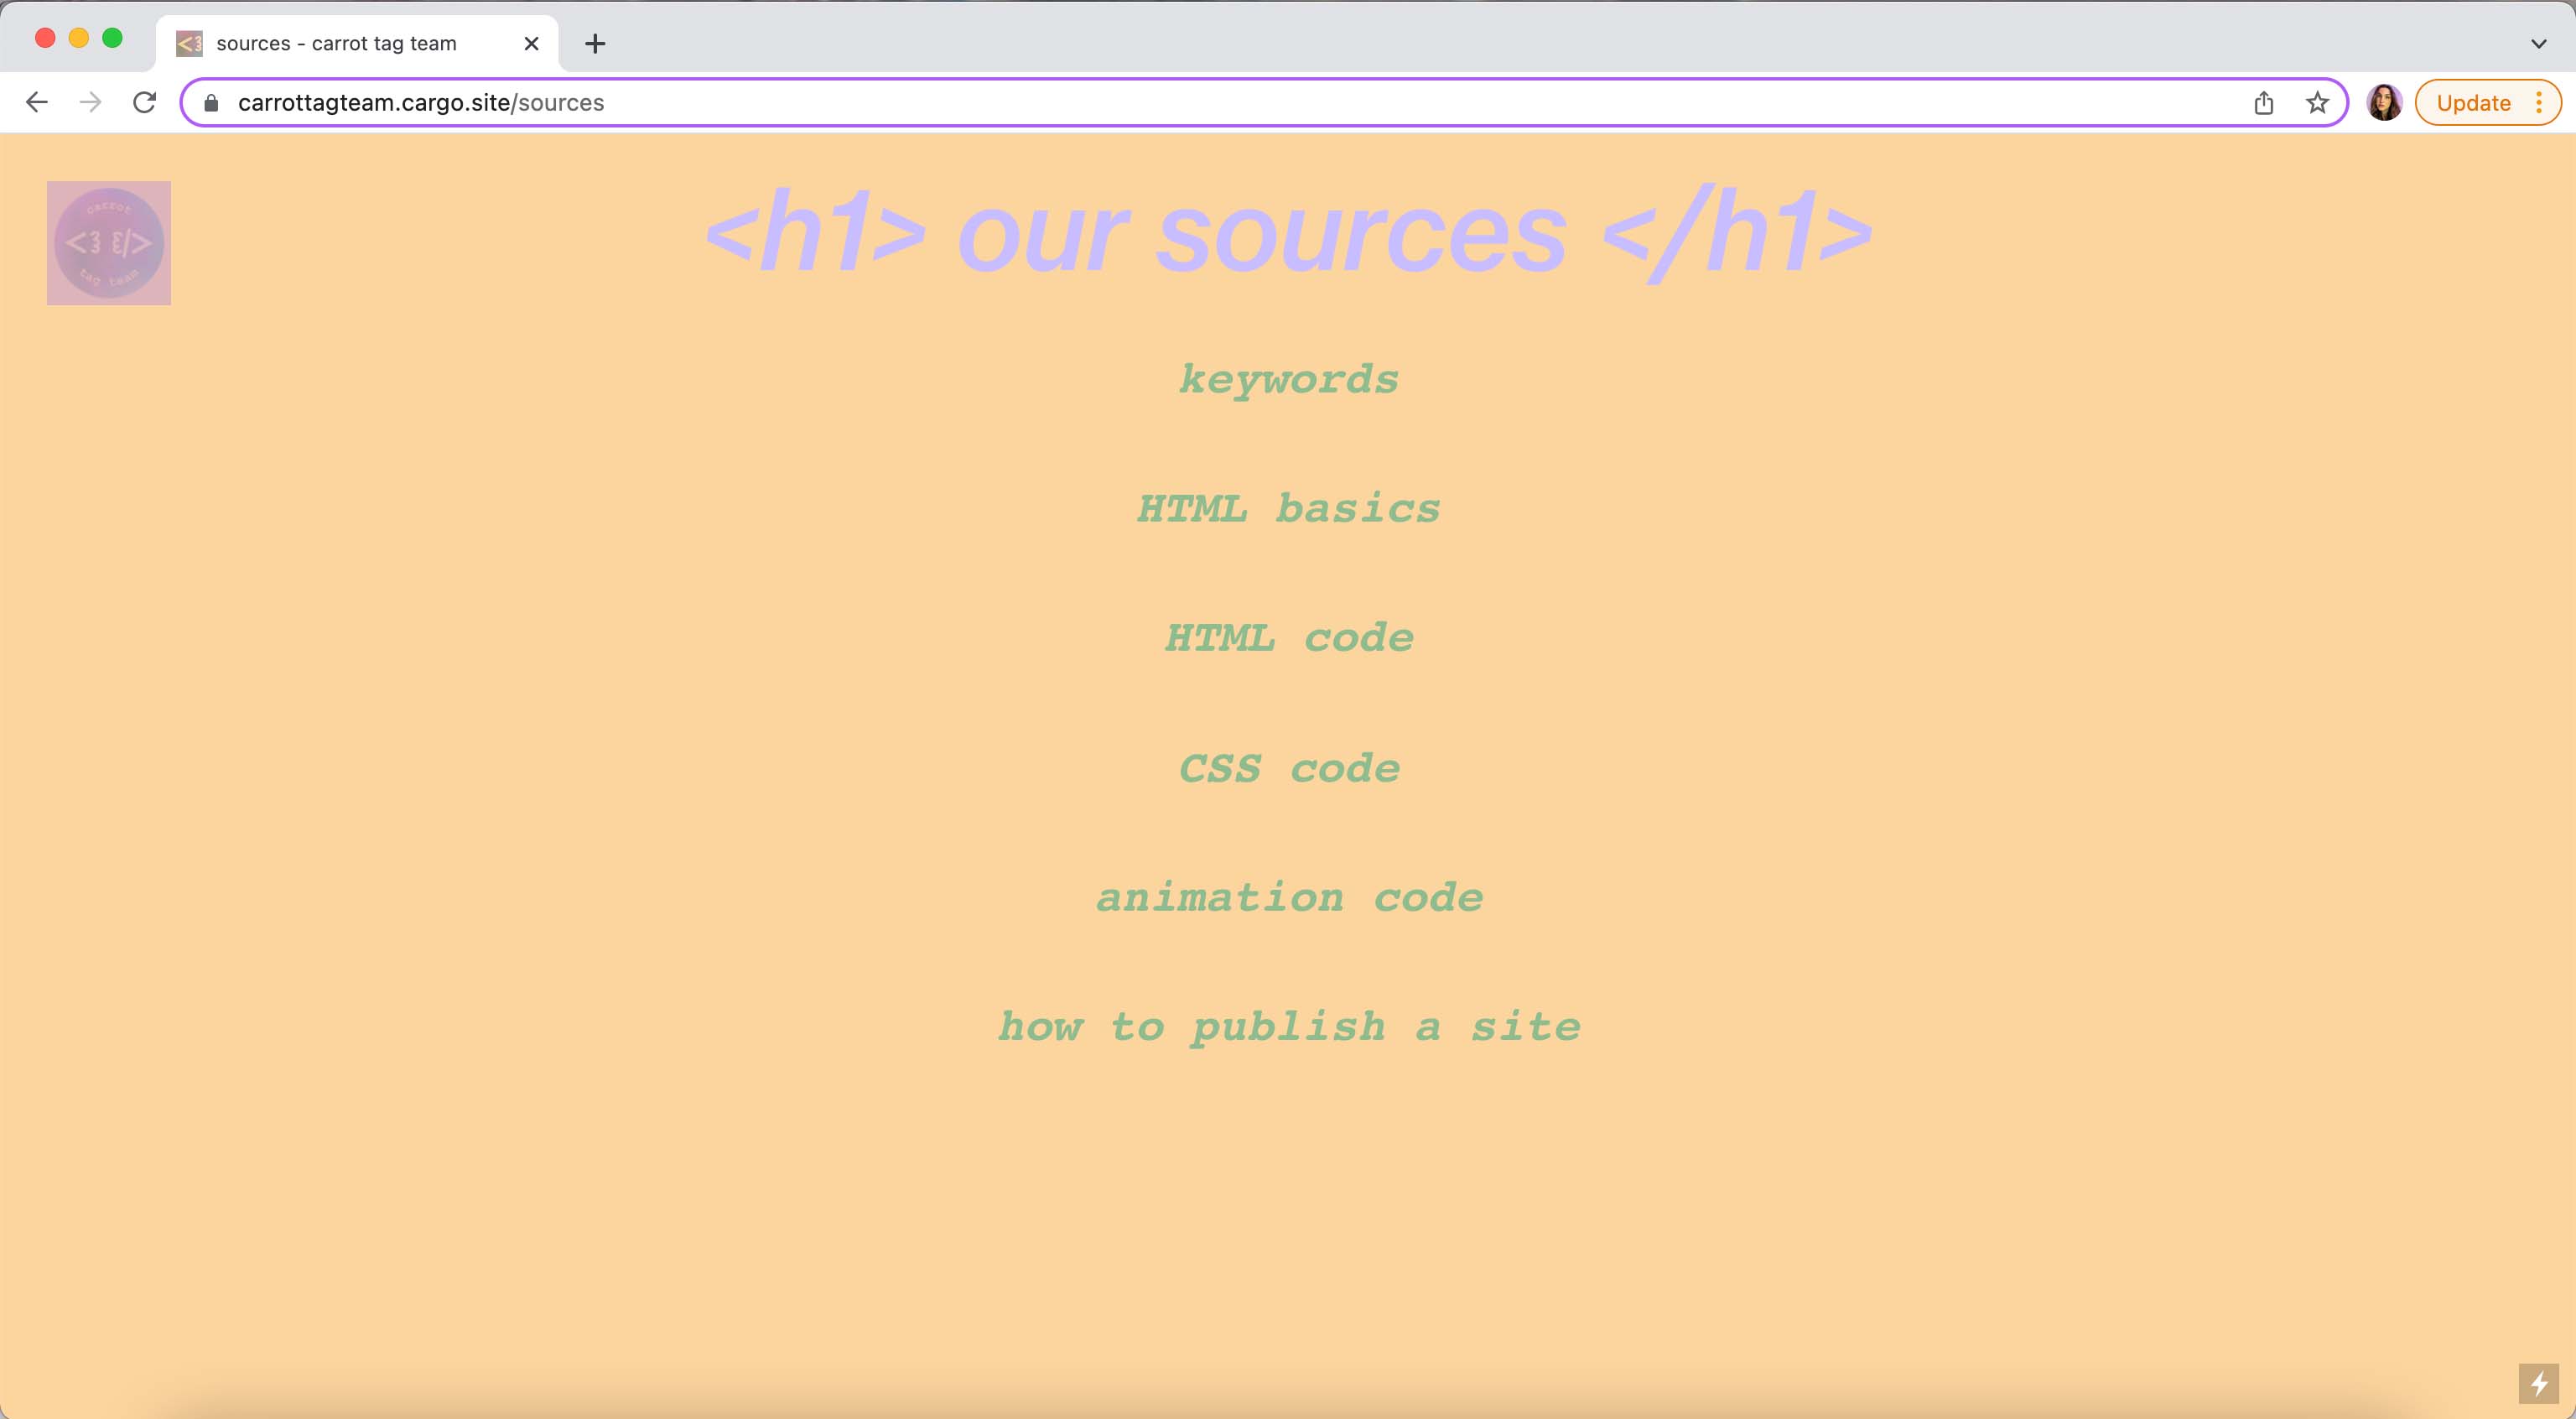 <3 sources - carrot tag team
carrottagteam.cargo.site/sources
Update
carrot
<3 ε/>
tag team
<h1> our sources </h1>
keywords
HTML basics
HTML code
CSS code
animation code
how to publish a site